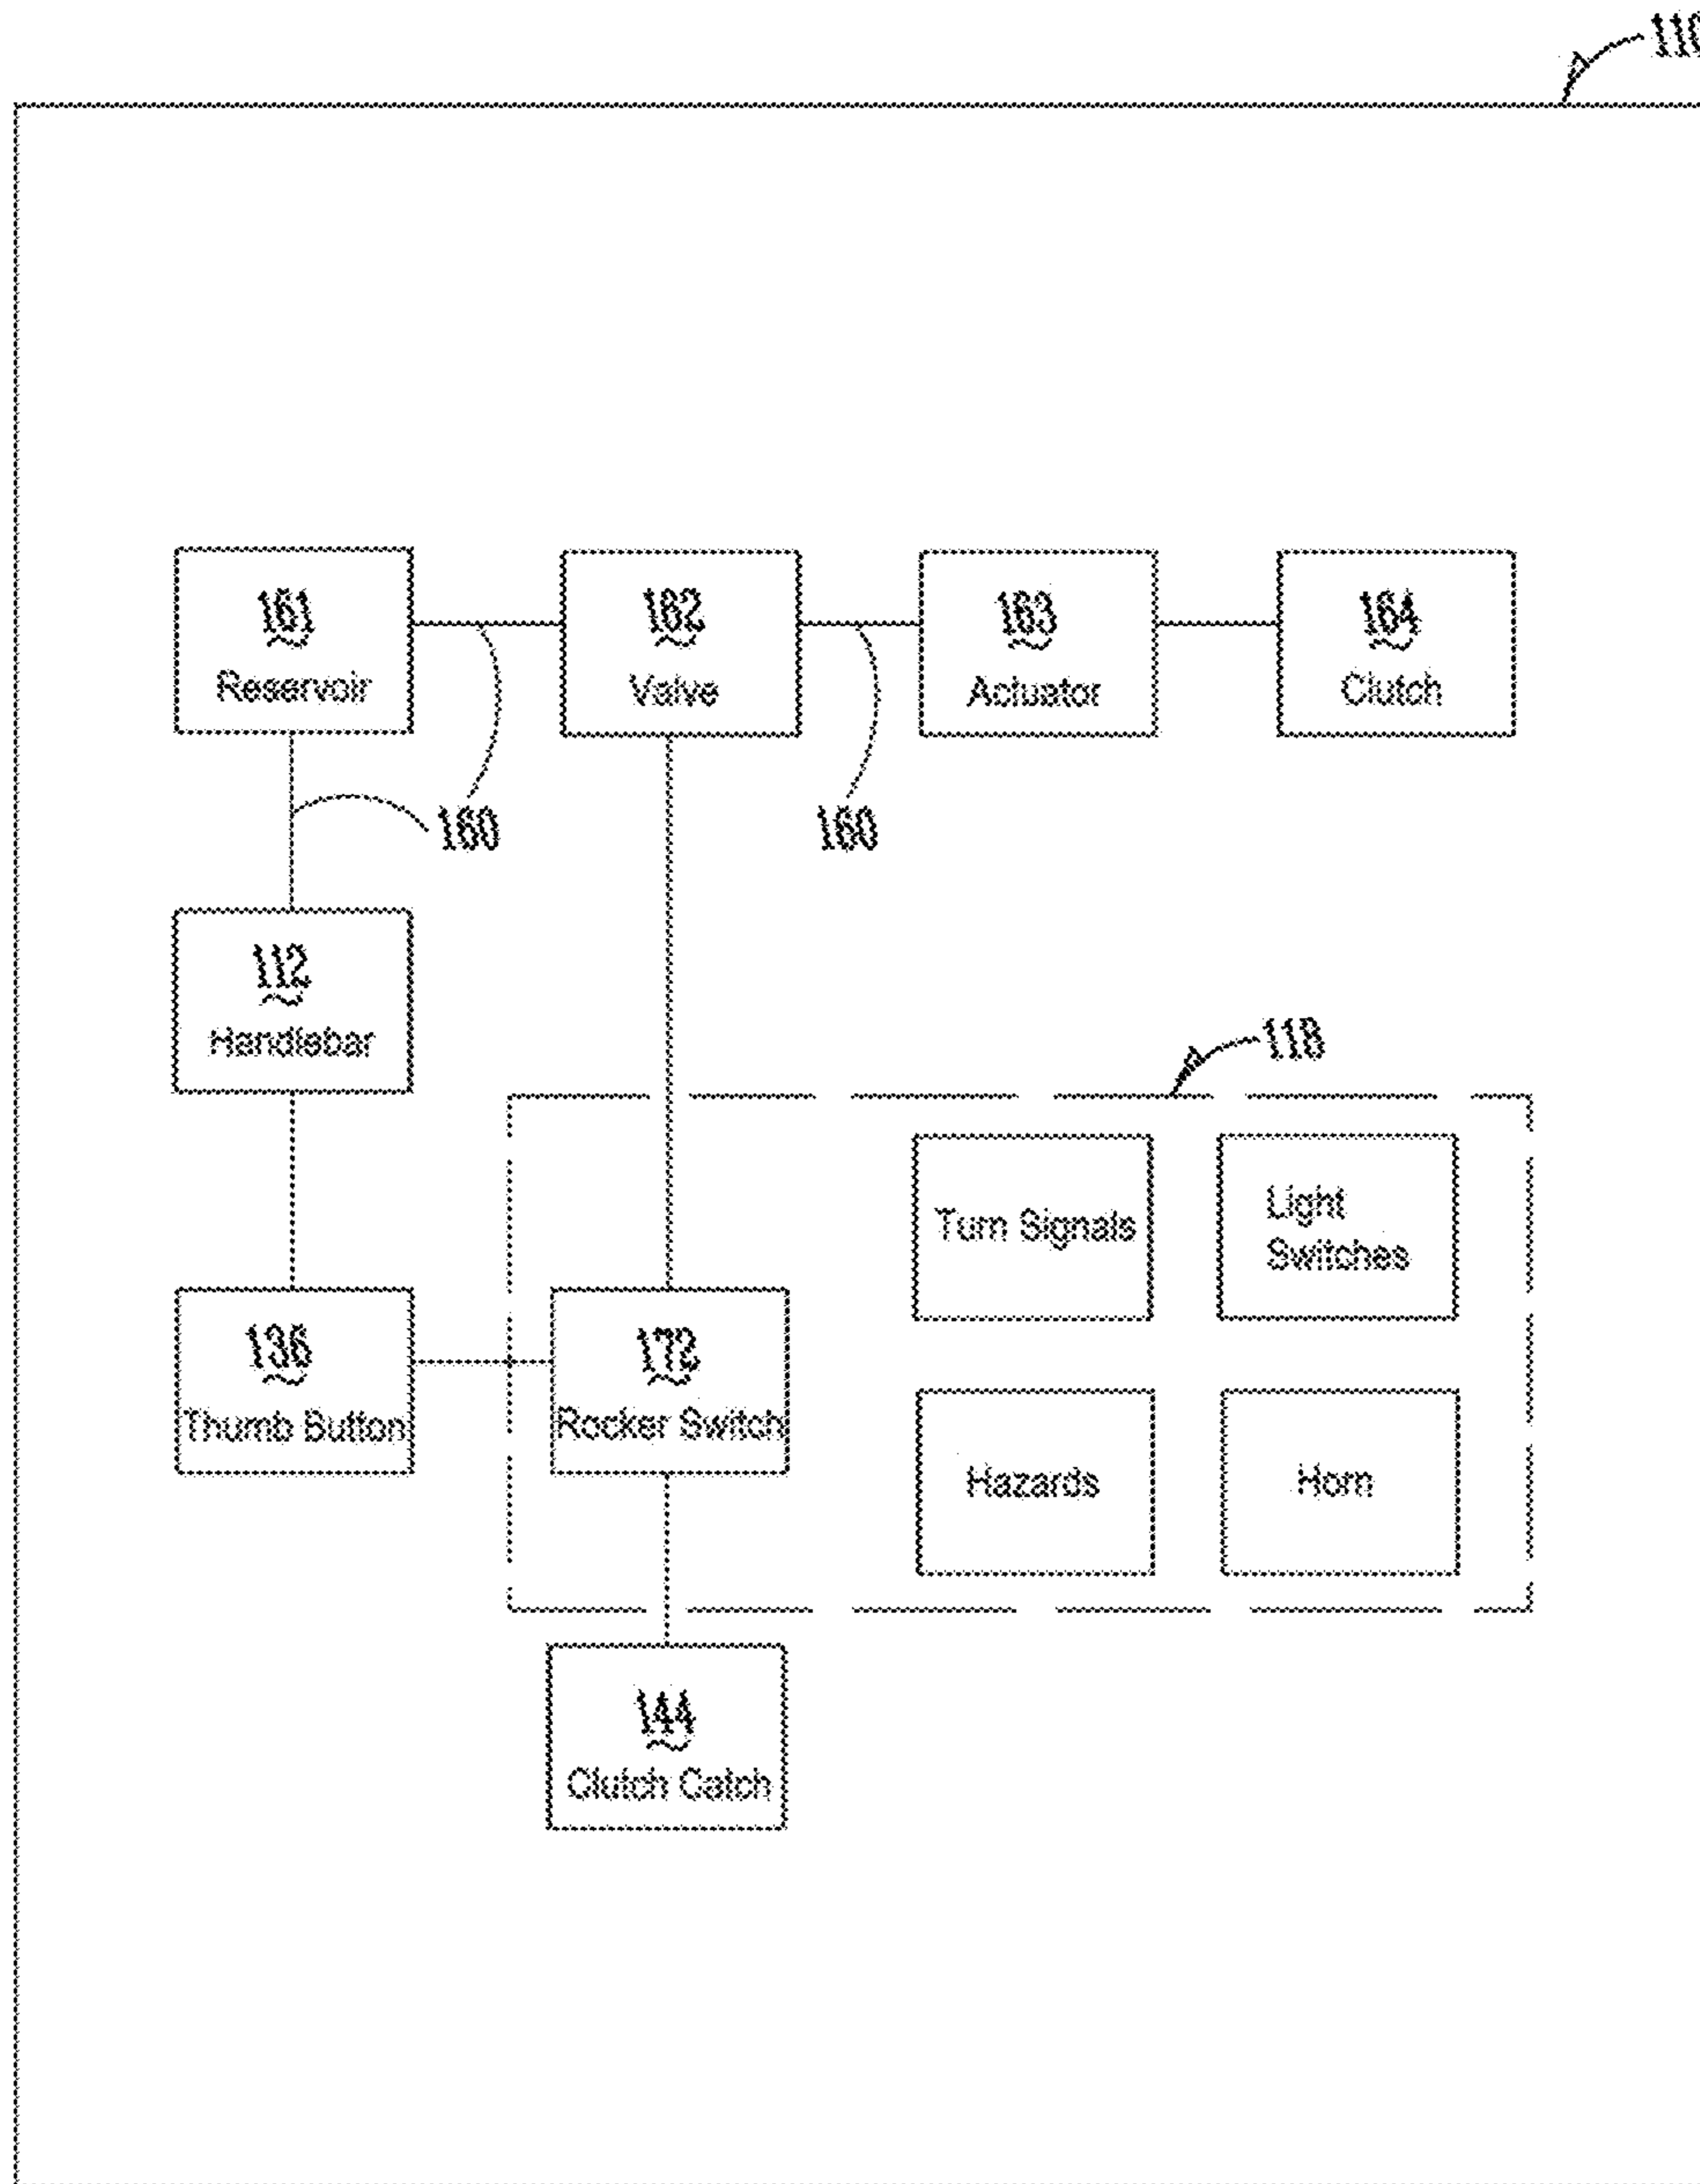 110
161
Reservoir
162
Valve
163
Actuator
164
Clutch
160
160
112
Handlebar
118
Turn Signals
Light
Switches
136
Thumb Button
172
Rocker Switch
Hazards
Horn
144
Clutch Catch